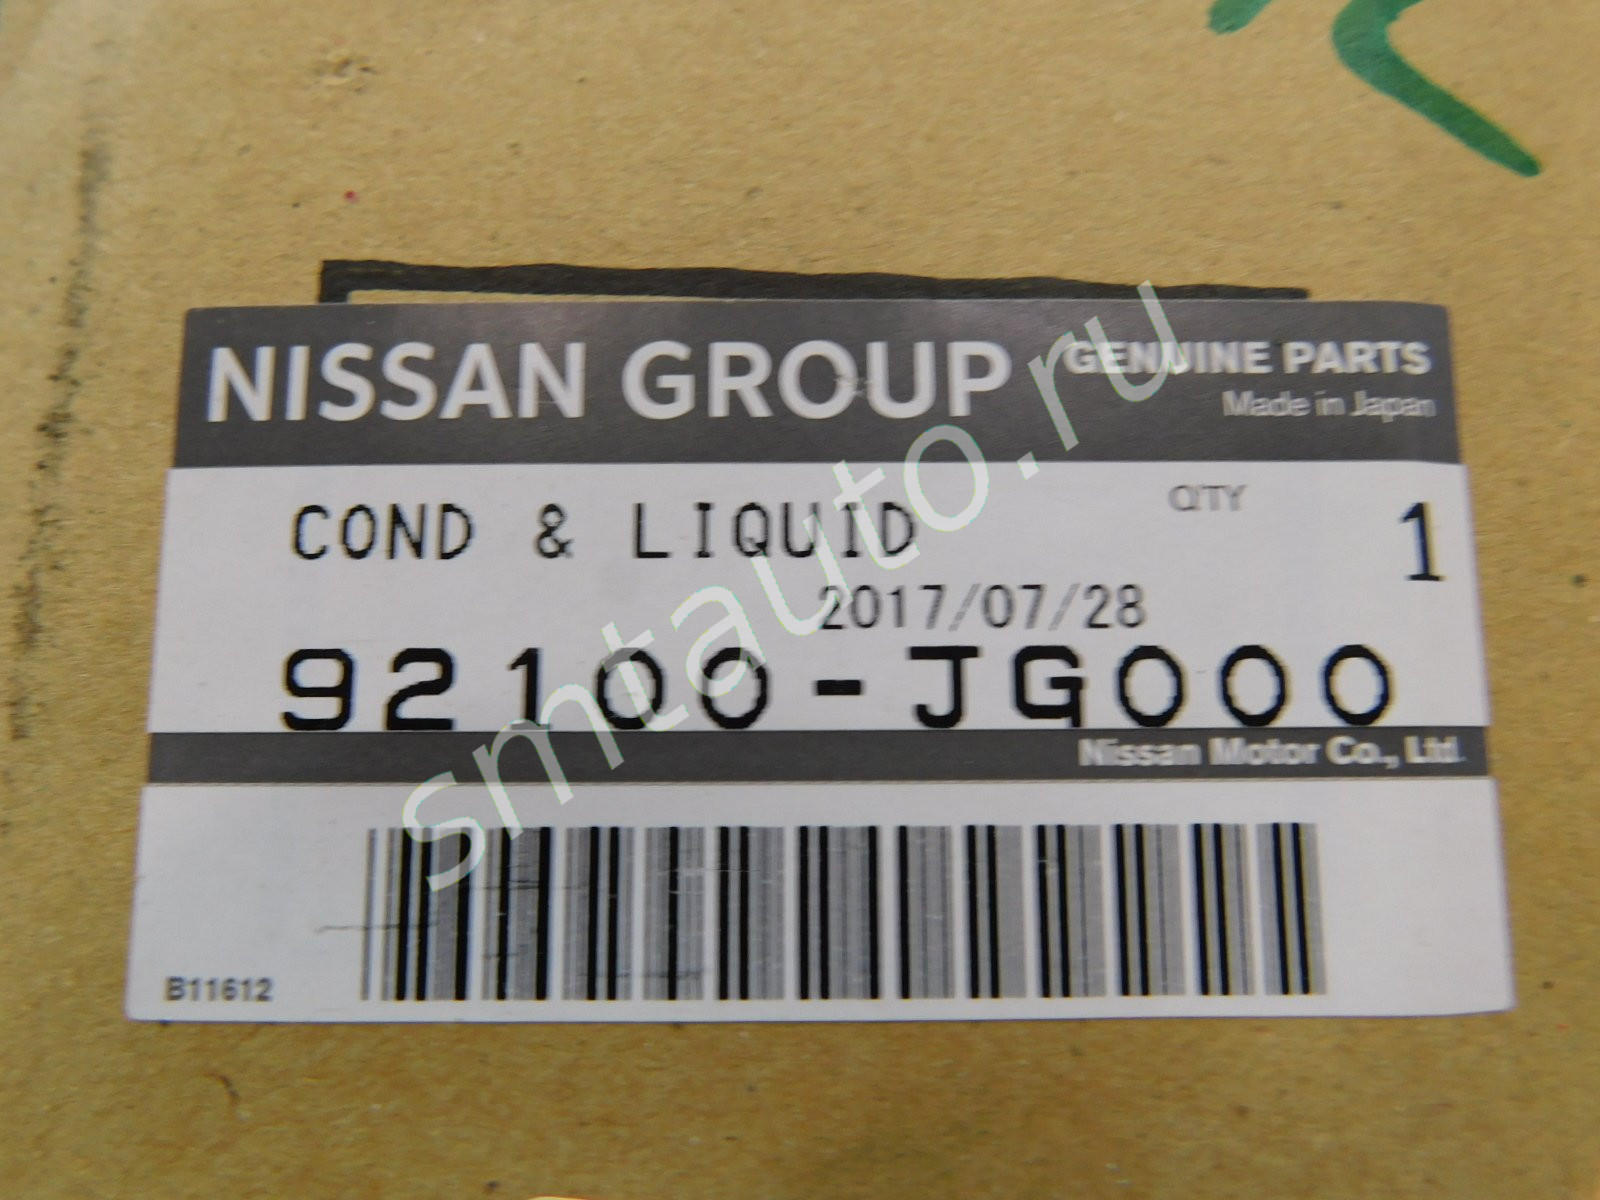 NISSAN GROUP GENUINE PARTS
Made in Japan
COND & LIQUID Q'TY 1
2017/07/28
92100-JG000
Nissan Motor Co., Ltd.
B11612
smtauto.ru